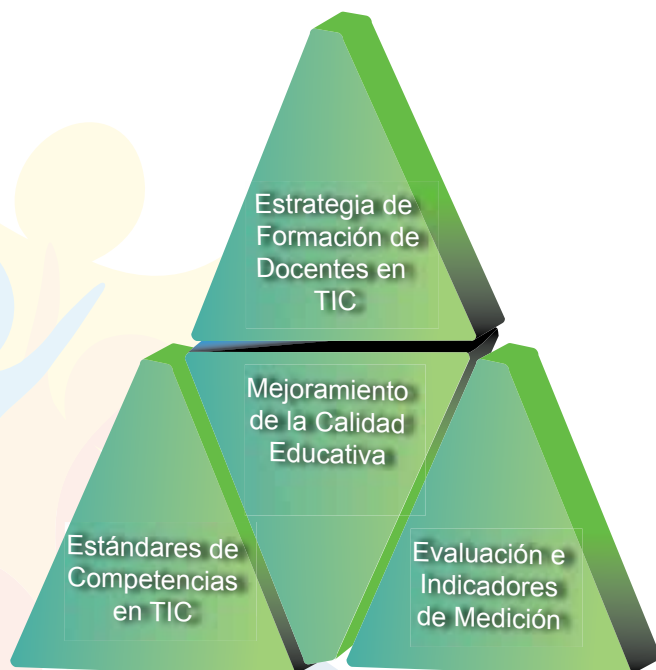 Estrategia de
Formación de
Docentes en
TIC
Mejoramiento
de la Calidad
Educativa
Estándares de
Competencias
en TIC
Evaluación e
Indicadores
de Medición